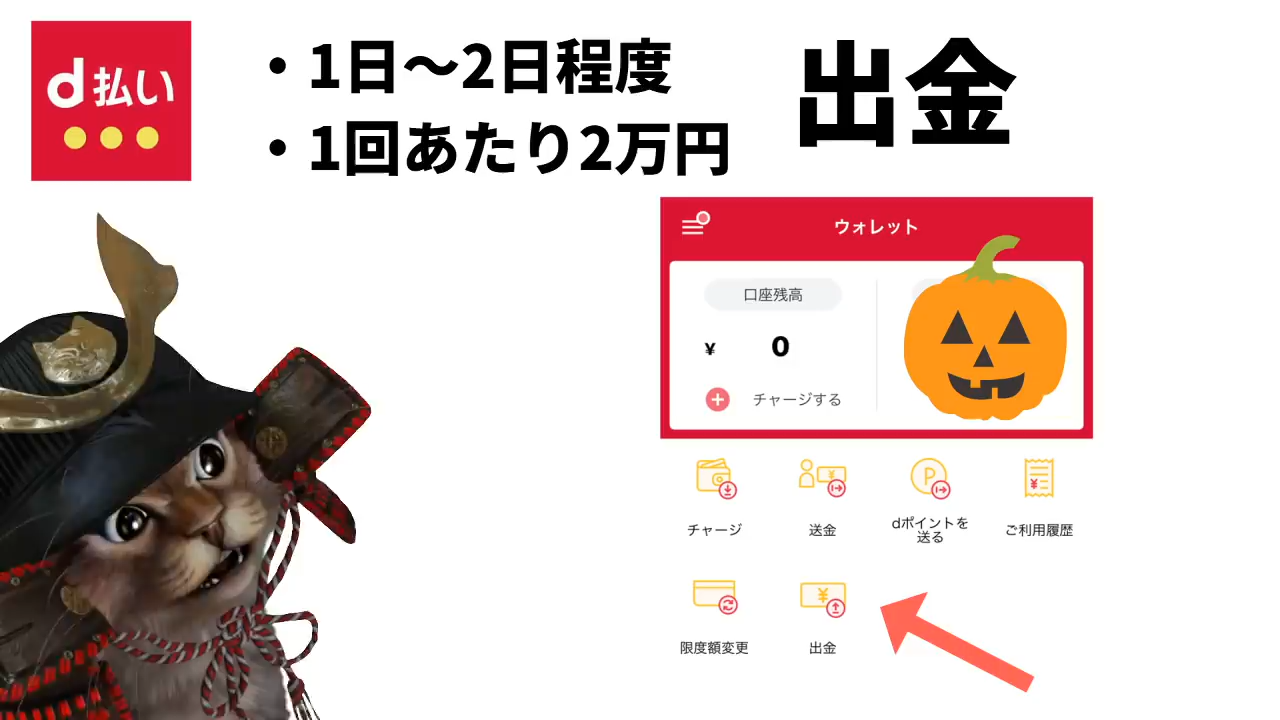 d払い
・1日〜2日程度
・1回あたり2万円
出金
ウォレット
口座残高
¥ 0
チャージする
チャージ
送金
dポイントを
送る
ご利用履歴
限度額変更
出金